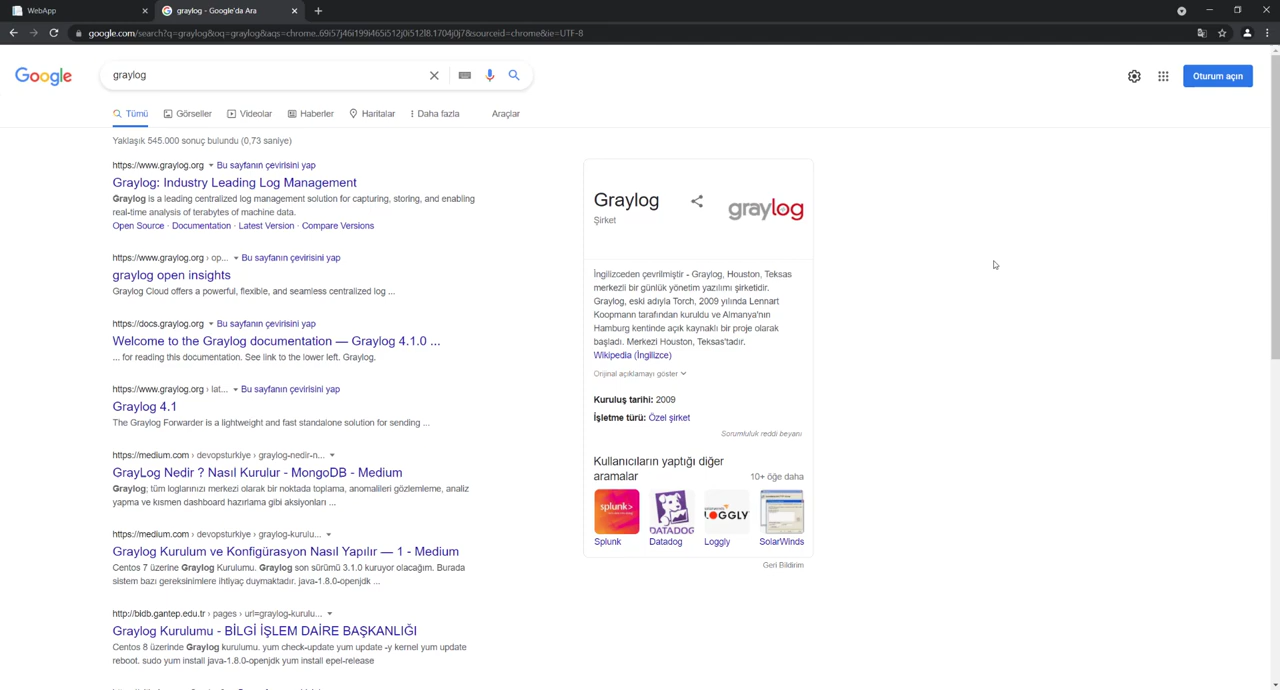 WebApp
graylog - Google'da Ara
google.com/search?q=graylog&oq=graylog&aqs=chrome..69i57j46i199i465i512j0i512l8.1704j0j7&sourceid=chrome&ie=UTF-8
Google
graylog
Oturum açın
Tümü
Görseller
Videolar
Haberler
Haritalar
Daha fazla
Araçlar
Yaklaşık 545.000 sonuç bulundu (0,73 saniye)
https://www.graylog.org Bu sayfanın çevirisini yap
Graylog: Industry Leading Log Management
Graylog is a leading centralized log management solution for capturing, storing, and enabling
real-time analysis of terabytes of machine data.
Open Source · Documentation · Latest Version · Compare Versions
https://www.graylog.org › op... Bu sayfanın çevirisini yap
graylog open insights
Graylog Cloud offers a powerful, flexible, and seamless centralized log ...
https://docs.graylog.org Bu sayfanın çevirisini yap
Welcome to the Graylog documentation — Graylog 4.1.0 ...
... for reading this documentation. See link to the lower left. Graylog.
https://www.graylog.org › lat... Bu sayfanın çevirisini yap
Graylog 4.1
The Graylog Forwarder is a lightweight and fast standalone solution for sending ...
https://medium.com › devopsturkiye › graylog-nedir-n...
GrayLog Nedir ? Nasıl Kurulur - MongoDB - Medium
Graylog; tüm loglarınızı merkezi olarak bir noktada toplama, anomalileri gözlemleme, analiz
yapma ve kısmen dashboard hazırlama gibi aksiyonları ...
https://medium.com › devopsturkiye › graylog-kurulu...
Graylog Kurulum ve Konfigürasyon Nasıl Yapılır — 1 - Medium
Centos 7 üzerine Graylog Kurulumu. Graylog son sürümü 3.1.0 kuruyor olacağım. Burada
sistem bazı gereksinimlere ihtiyaç duymaktadır. java-1.8.0-openjdk ...
http://bidb.gantep.edu.tr › pages › url=graylog-kurulu...
Graylog Kurulumu - BİLGİ İŞLEM DAİRE BAŞKANLIĞI
Centos 8 üzerinde Graylog kurulumu. yum check-update yum update -y kernel yum update
reboot. sudo yum install java-1.8.0-openjdk yum install epel-release
Graylog
Şirket
graylog
İngilizceden çevrilmiştir - Graylog, Houston, Teksas
merkezli bir günlük yönetim yazılımı şirketidir.
Graylog, eski adıyla Torch, 2009 yılında Lennart
Koopmann tarafından kuruldu ve Almanya'nın
Hamburg kentinde açık kaynaklı bir proje olarak
başladı. Merkezi Houston, Teksas'tadır.
Wikipedia (İngilizce)
Orijinal açıklamayı göster
Kuruluş tarihi: 2009
İşletme türü: Özel şirket
Sorumluluk reddi beyanı
Kullanıcıların yaptığı diğer
aramalar
10+ öğe daha
splunk>
DATADOG
LOGGLY
Splunk
Datadog
Loggly
SolarWinds
Geri Bildirim